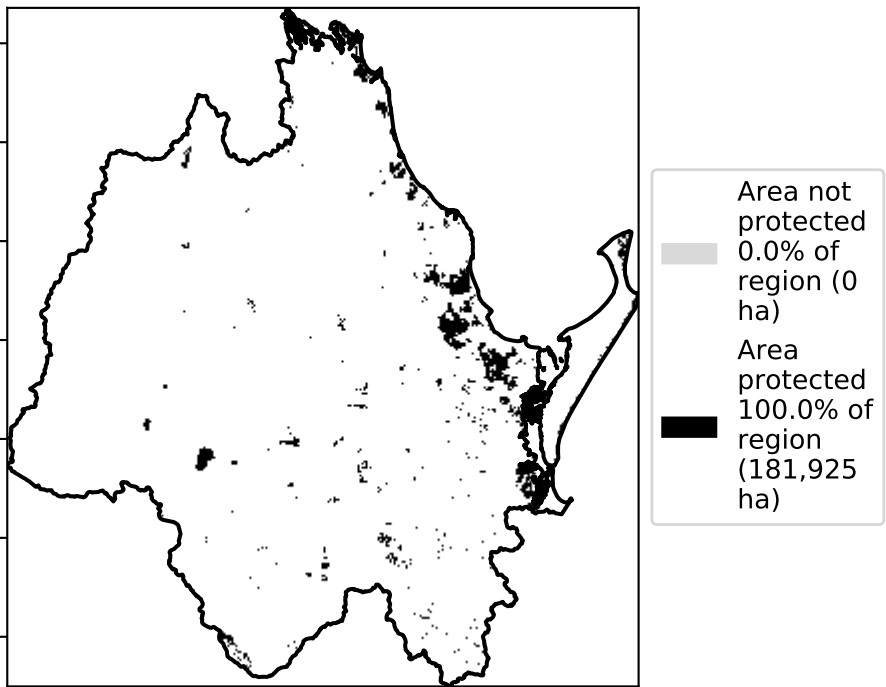 Area not
protected
0.0% of
region (0
ha)
Area
protected
100.0% of
region
(181,925
ha)